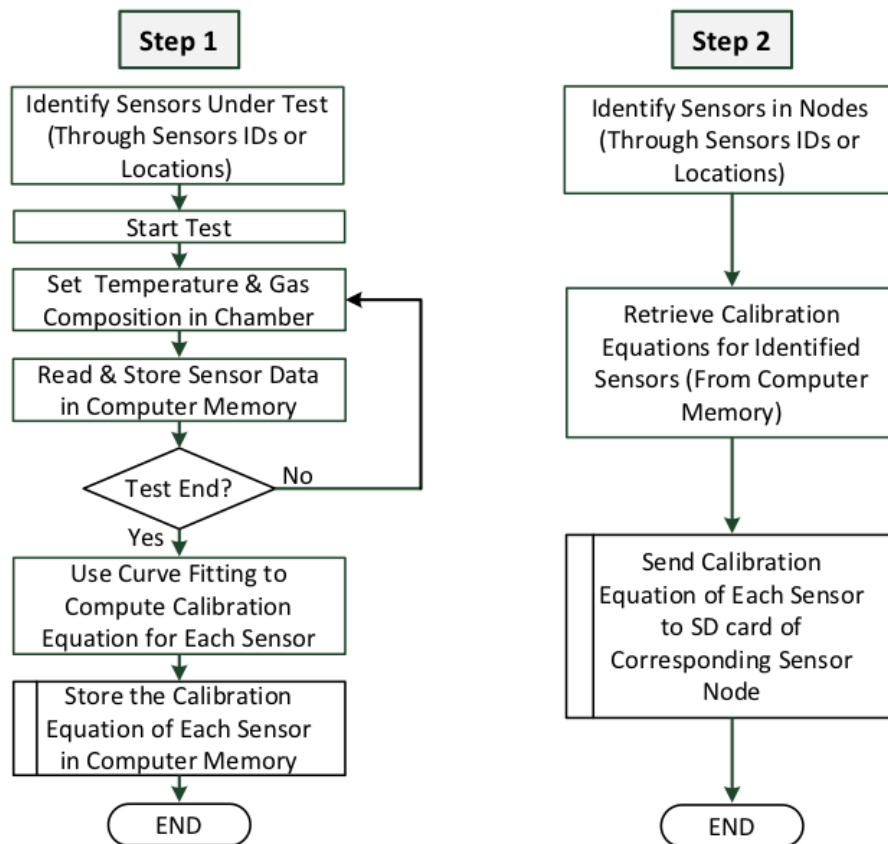 Step 1
Identify Sensors Under Test
(Through Sensors IDs or
Locations)
Start Test
Set Temperature & Gas
Composition in Chamber
Read & Store Sensor Data
in Computer Memory
Test End?
No
Yes
Use Curve Fitting to
Compute Calibration
Equation for Each Sensor
Store the Calibration
Equation of Each Sensor
in Computer Memory
END
Step 2
Identify Sensors in Nodes
(Through Sensors IDs or
Locations)
Retrieve Calibration
Equations for Identified
Sensors (From Computer
Memory)
Send Calibration
Equation of Each Sensor
to SD card of
Corresponding Sensor
Node
END